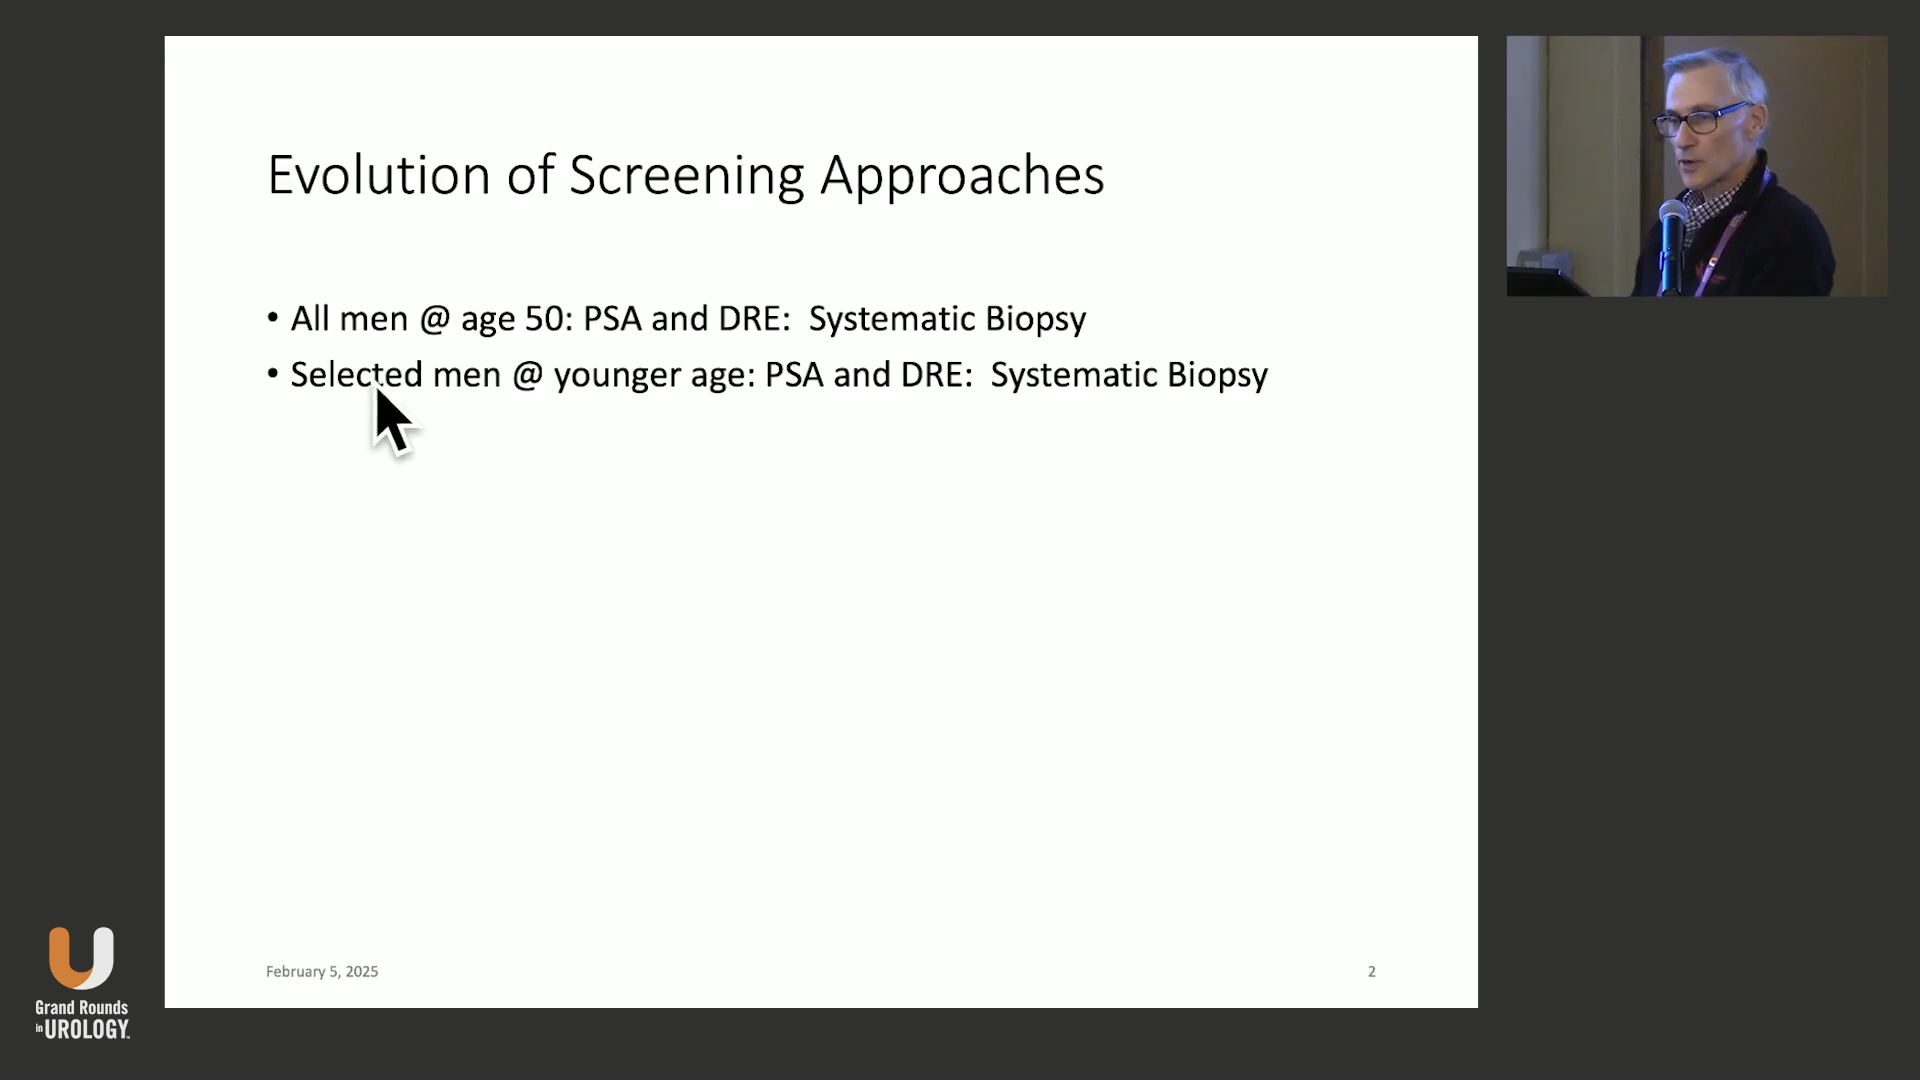 Evolution of Screening Approaches
• All men @ age 50: PSA and DRE:  Systematic Biopsy
• Selected men @ younger age: PSA and DRE:  Systematic Biopsy
February 5, 2025
2
Grand Rounds
in UROLOGY™